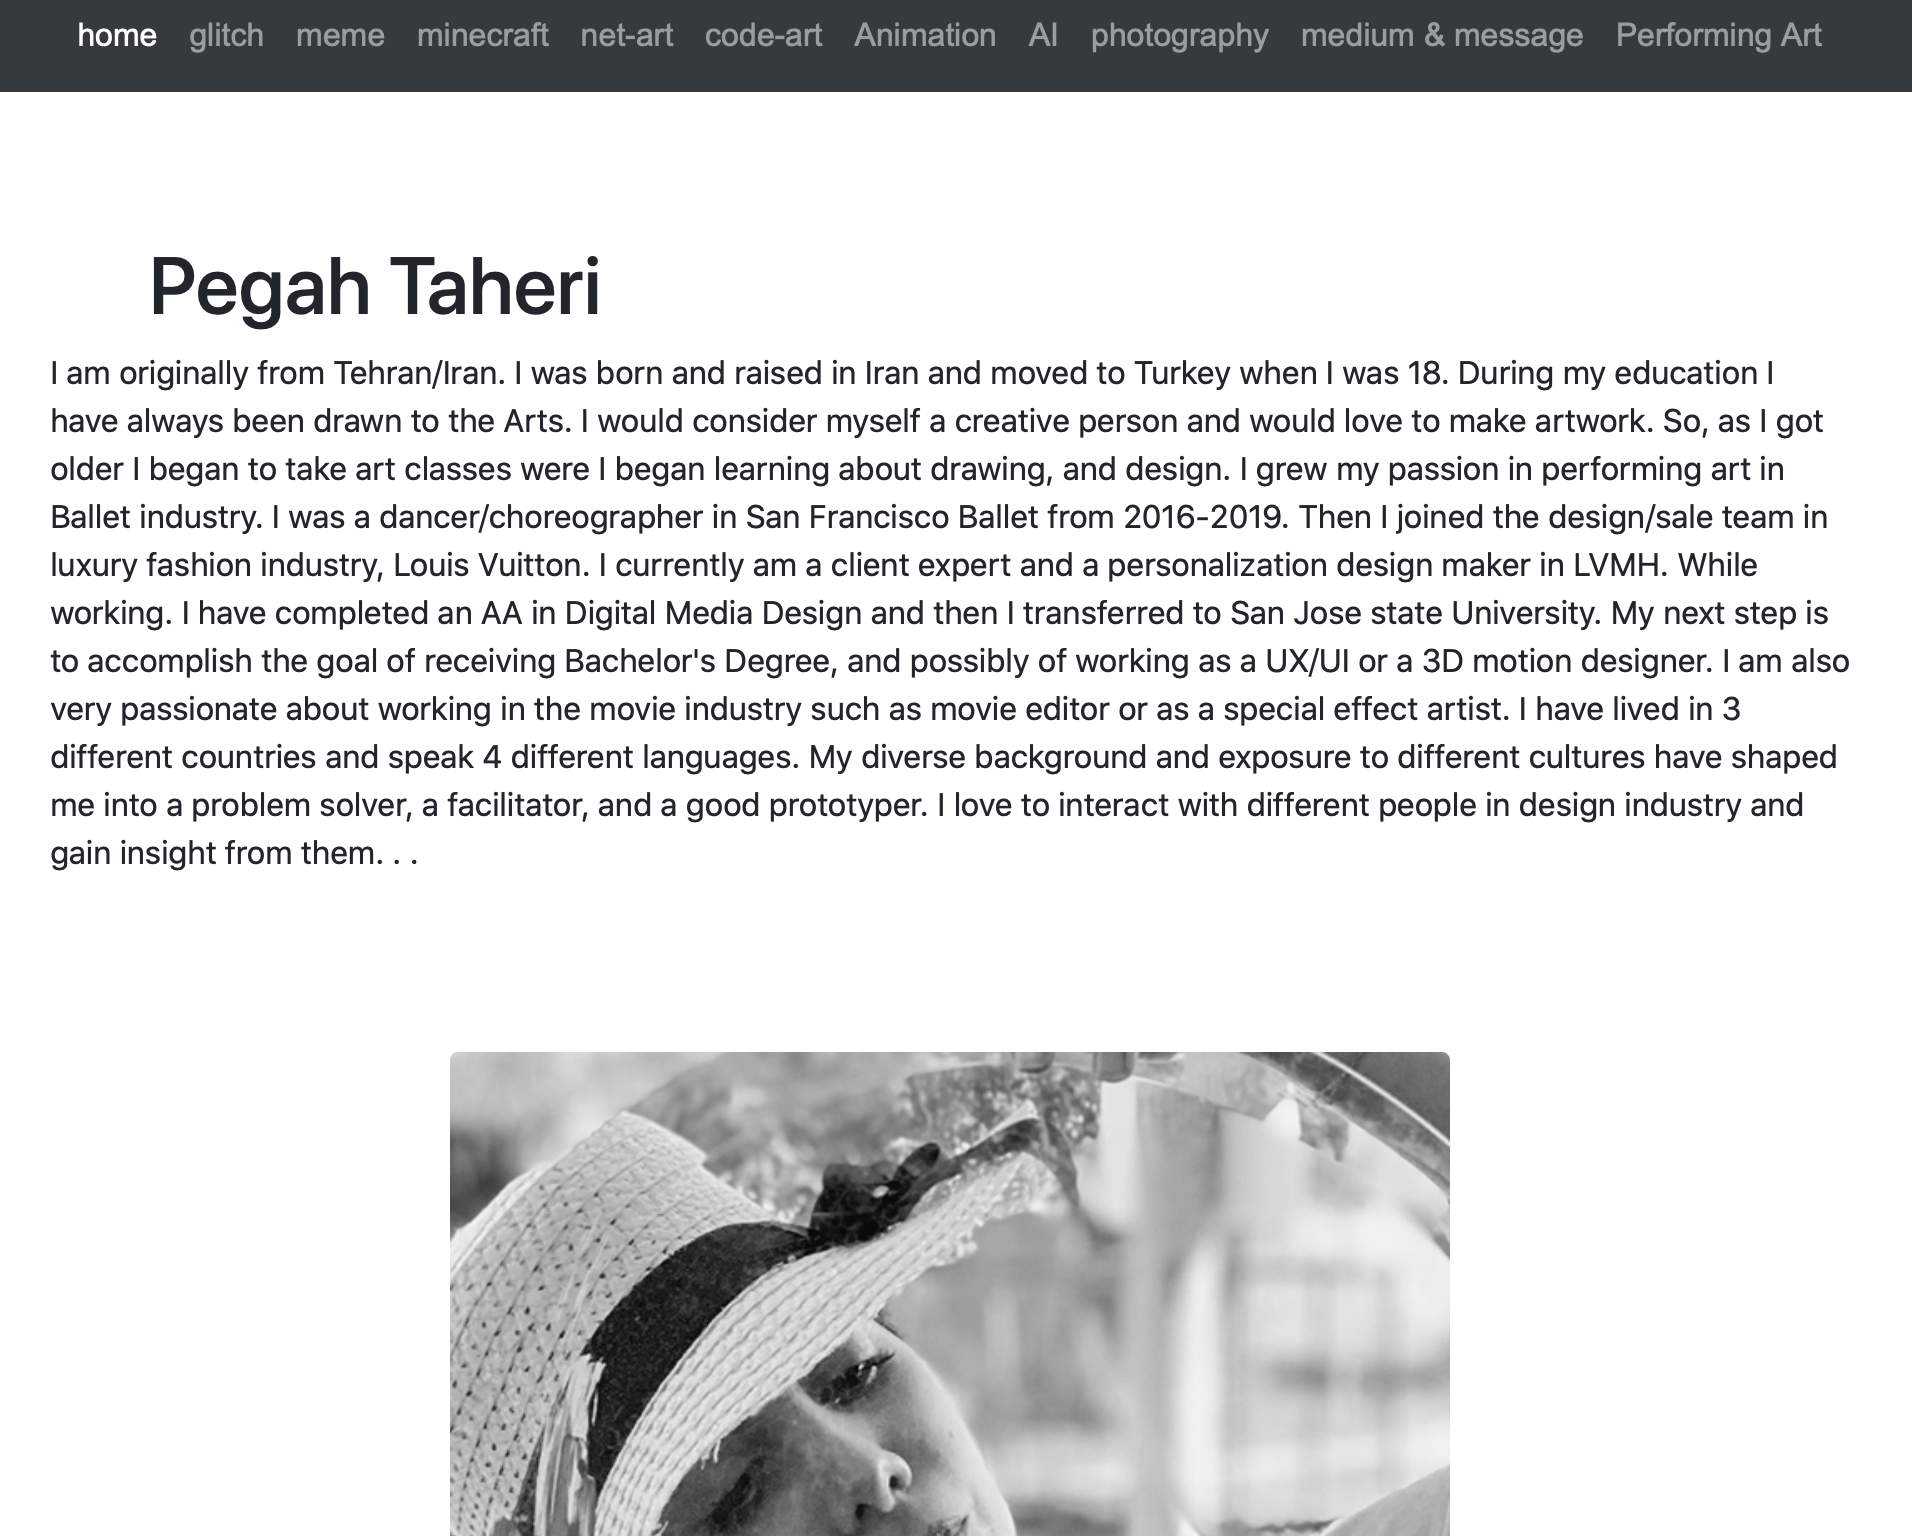 home glitch meme minecraft net-art code-art Animation AI photography medium & message Performing Art
Pegah Taheri
I am originally from Tehran/Iran. I was born and raised in Iran and moved to Turkey when I was 18. During my education I
have always been drawn to the Arts. I would consider myself a creative person and would love to make artwork. So, as I got
older I began to take art classes were I began learning about drawing, and design. I grew my passion in performing art in
Ballet industry. I was a dancer/choreographer in San Francisco Ballet from 2016-2019. Then I joined the design/sale team in
luxury fashion industry, Louis Vuitton. I currently am a client expert and a personalization design maker in LVMH. While
working. I have completed an AA in Digital Media Design and then I transferred to San Jose state University. My next step is
to accomplish the goal of receiving Bachelor's Degree, and possibly of working as a UX/UI or a 3D motion designer. I am also
very passionate about working in the movie industry such as movie editor or as a special effect artist. I have lived in 3
different countries and speak 4 different languages. My diverse background and exposure to different cultures have shaped
me into a problem solver, a facilitator, and a good prototyper. I love to interact with different people in design industry and
gain insight from them. . .